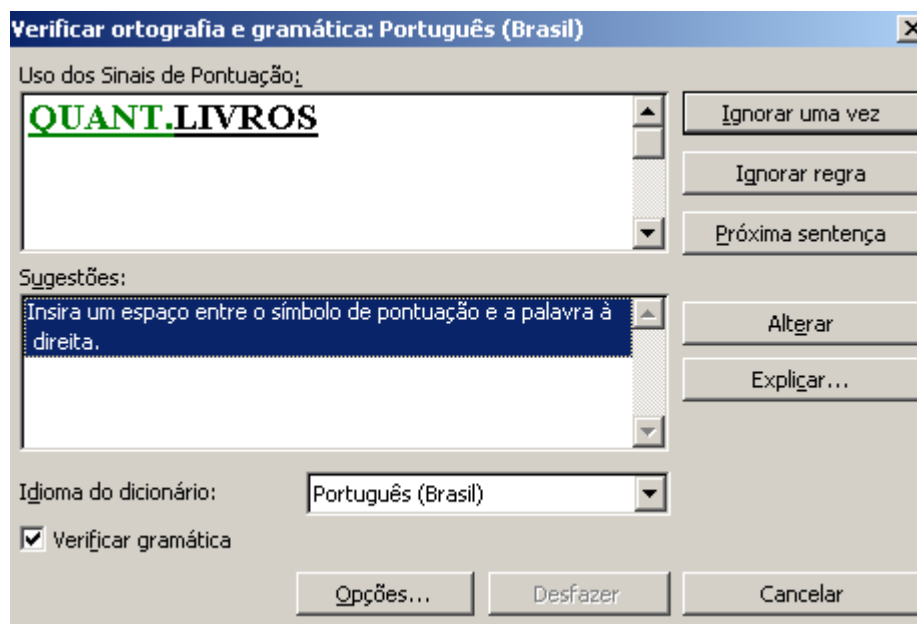 Verificar ortografia e gramática: Português (Brasil)
Uso dos Sinais de Pontuação:
QUANT.LIVROS
Ignorar uma vez
Ignorar regra
Próxima sentença
Sugestões:
Insira um espaço entre o símbolo de pontuação e a palavra à
direita.
Alterar
Explicar...
Idioma do dicionário:
Português (Brasil)
Verificar gramática
Opções...
Desfazer
Cancelar